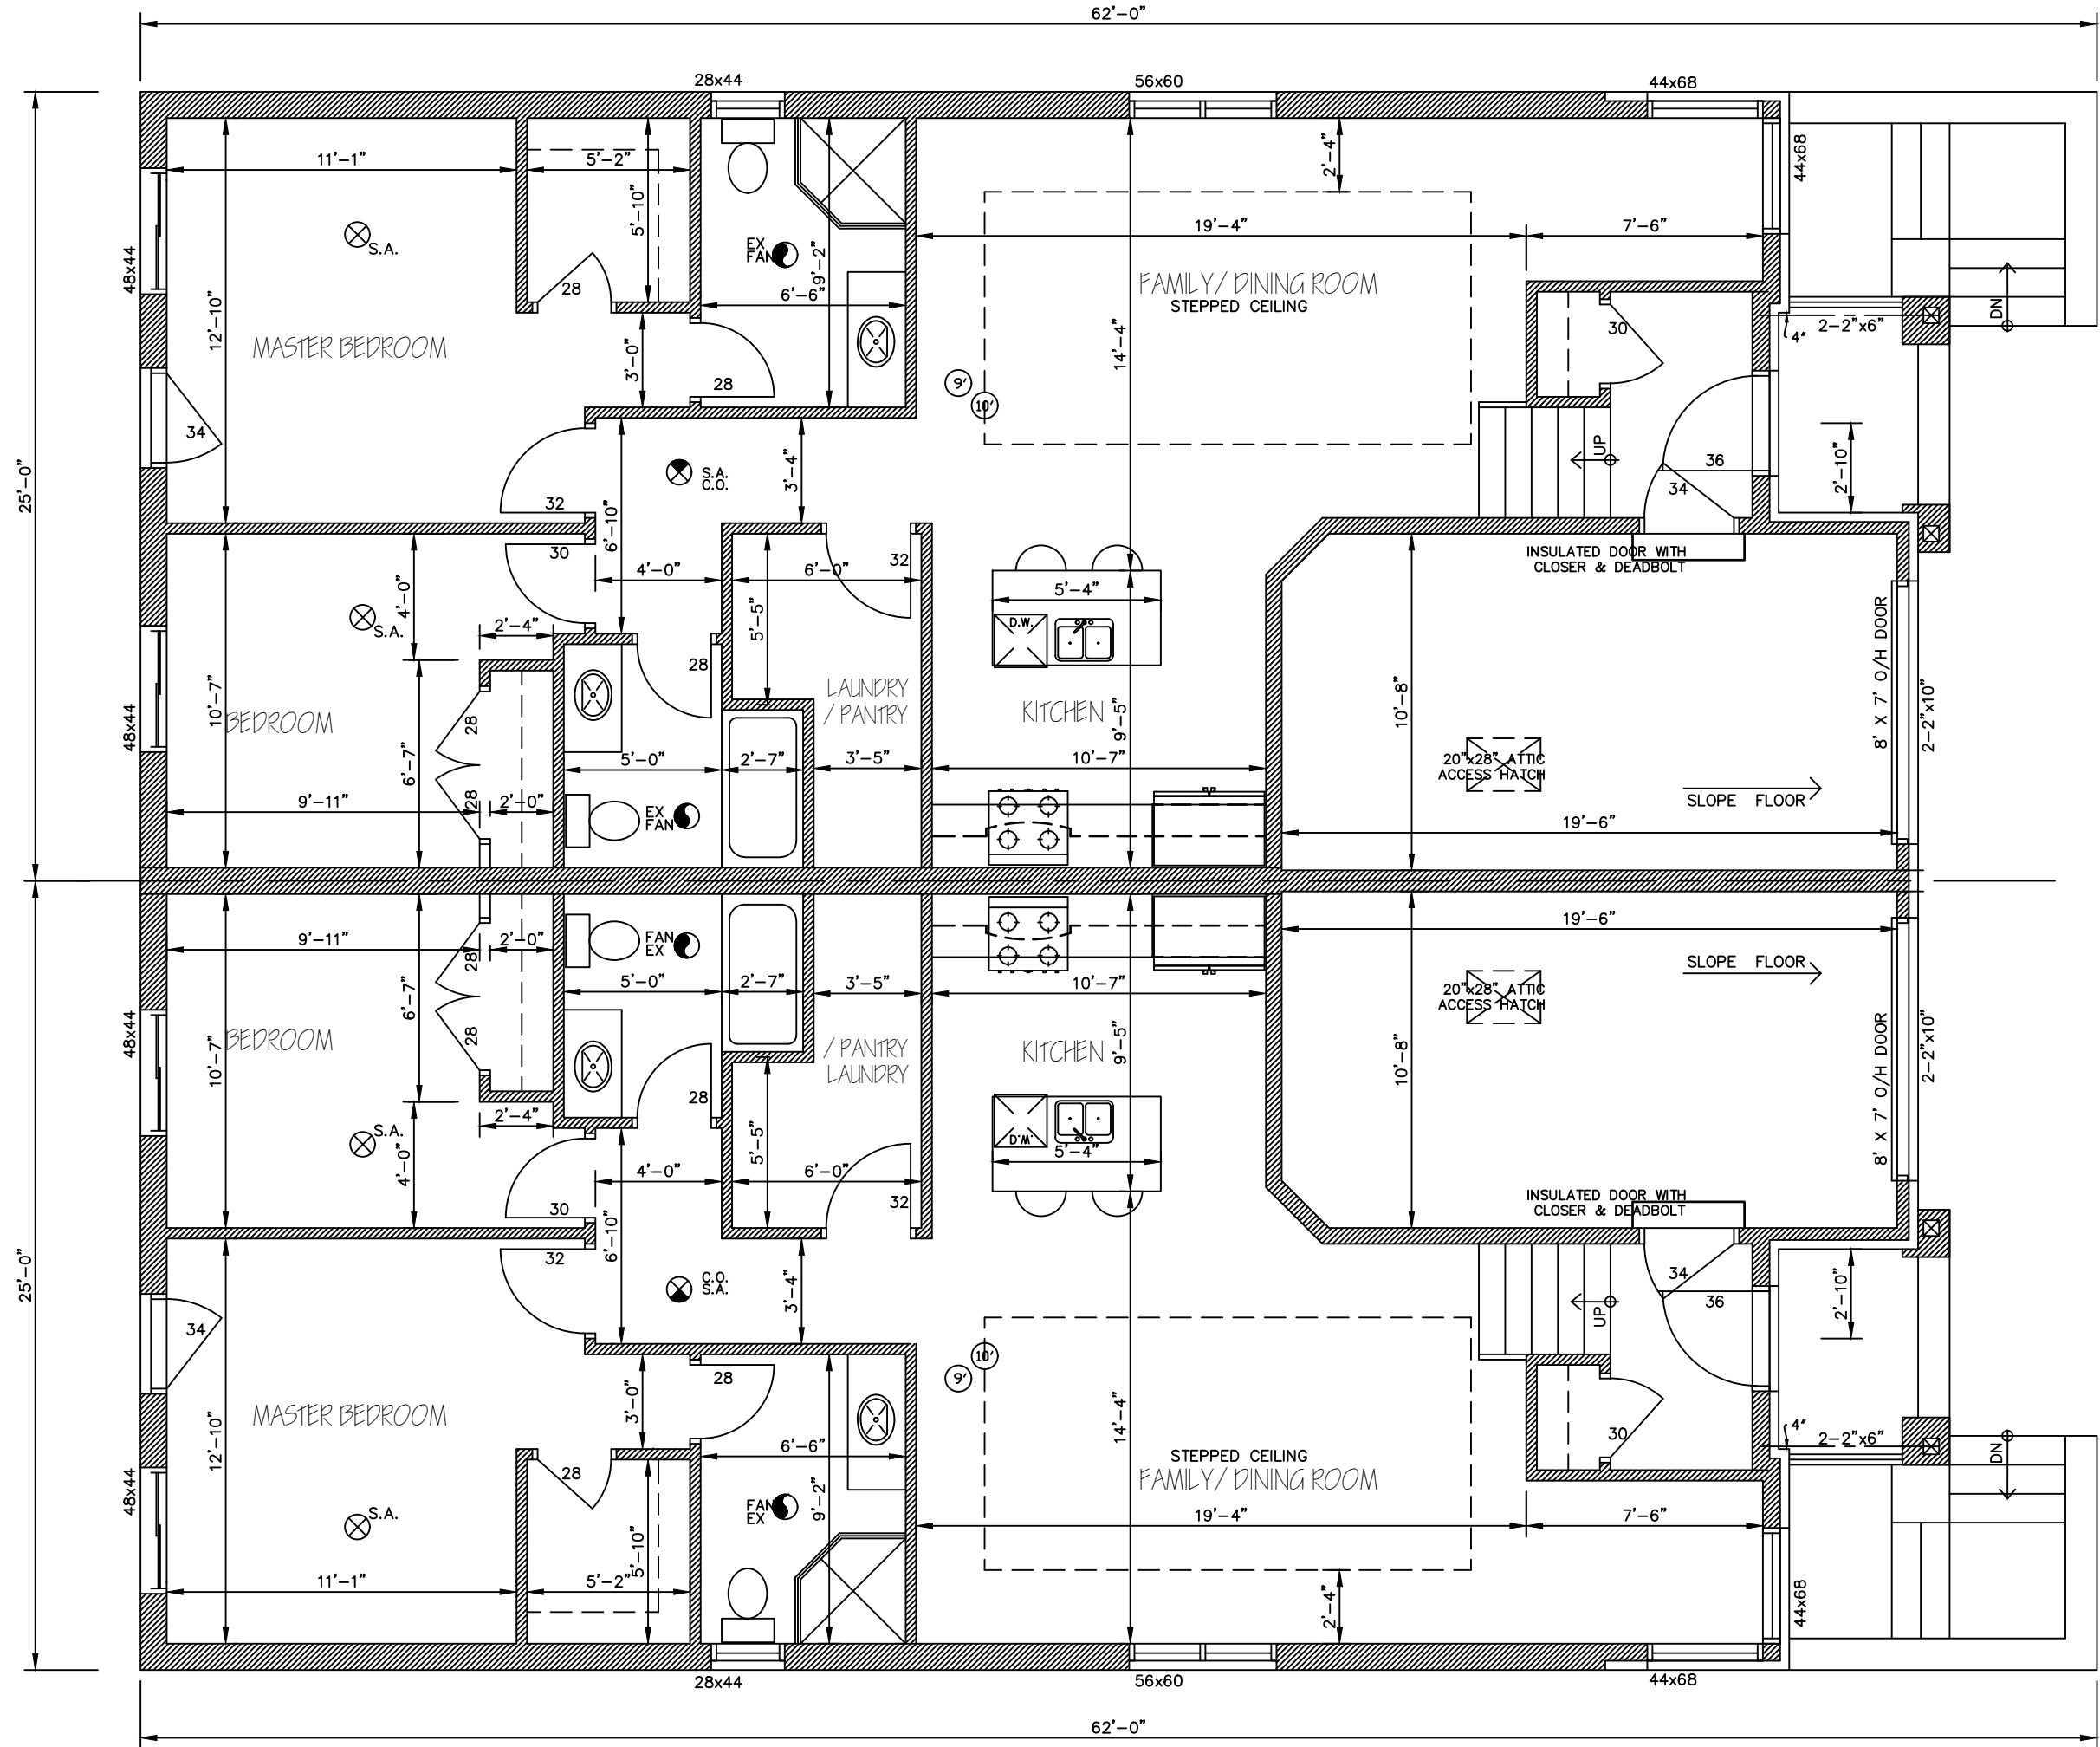 62'-0"
28x44
56x60
44x68
11'-1"
5'-2"
2'-4"
44x68
5'-10"
19'-4"
7'-6"
S.A.
EX
FAN
9'-2"
48x44
28
6'-6"
FAMILY/ DINING ROOM
STEPPED CEILING
30
4"
2-2"x6"
DN
12'-10"
MASTER BEDROOM
3'-0"
14'-4"
28
9'
10'
34
25'-0"
UP
36
2'-10"
S.A.
C.O.
3'-4"
34
32
6'-10"
30
32
INSULATED DOOR WITH
CLOSER & DEADBOLT
4'-0"
6'-0"
4'-0"
5'-4"
D.W.
5'-5"
S.A.
2'-4"
28
8' X 7' O/H DOOR
LAUNDRY
/ PANTRY
KITCHEN
10'-8"
2-2"x10"
10'-7"
BEDROOM
28
9'-5"
48x44
6'-7"
5'-0"
2'-7"
3'-5"
10'-7"
20"x28" ATTIC
ACCESS HATCH
9'-11"
28
2'-0"
EX
FAN
SLOPE FLOOR
19'-6"
9'-11"
28
2'-0"
FAN
EX
19'-6"
SLOPE FLOOR
6'-7"
5'-0"
2'-7"
3'-5"
10'-7"
20"x28" ATTIC
ACCESS HATCH
48x44
10'-7"
BEDROOM
28
/ PANTRY
LAUNDRY
KITCHEN
9'-5"
10'-8"
8' X 7' O/H DOOR
2-2"x10"
28
2'-4"
S.A.
D.W.
5'-4"
4'-0"
5'-5"
4'-0"
6'-0"
30
32
INSULATED DOOR WITH
CLOSER & DEADBOLT
6'-10"
32
C.O.
S.A.
3'-4"
34
36
2'-10"
25'-0"
34
UP
10'
9'
28
3'-0"
MASTER BEDROOM
12'-10"
14'-4"
6'-6"
STEPPED CEILING
FAMILY/ DINING ROOM
30
4"
2-2"x6"
DN
48x44
28
S.A.
FAN
EX
9'-2"
19'-4"
7'-6"
5'-10"
11'-1"
5'-2"
2'-4"
44x68
28x44
56x60
44x68
62'-0"